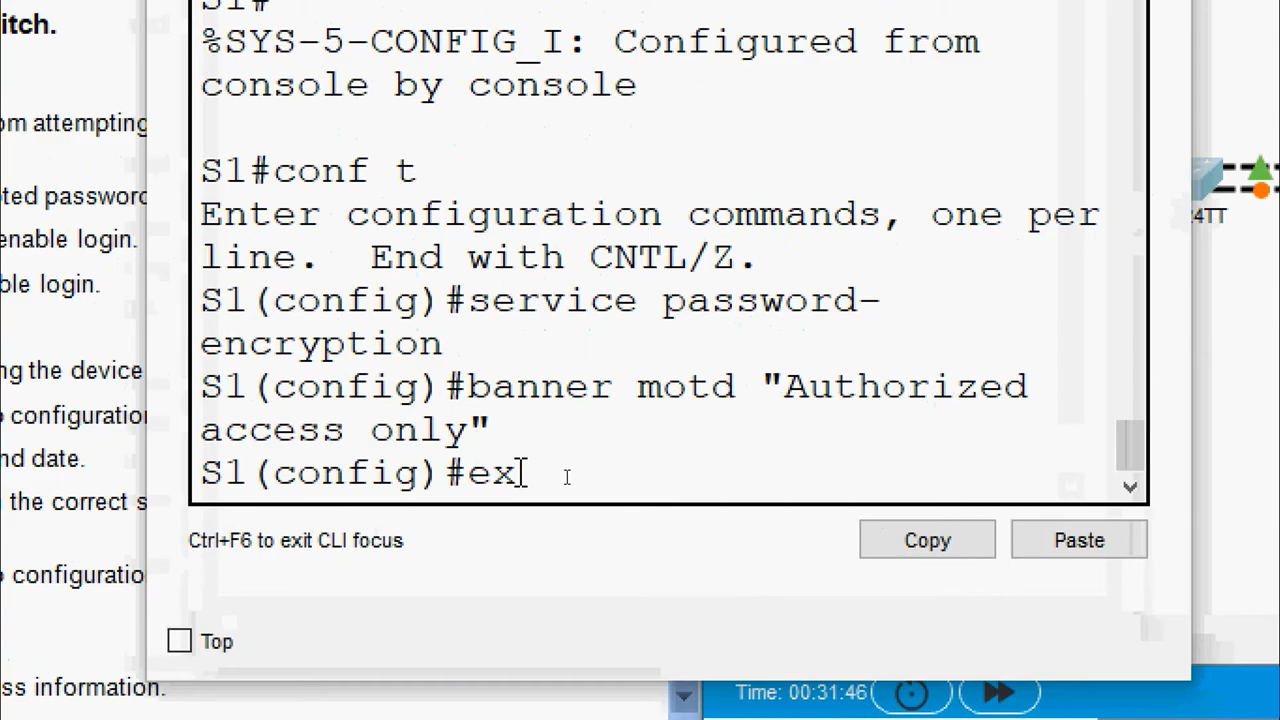 itch.
S1#
%SYS-5-CONFIG_I: Configured from
console by console
om attempting
S1#conf t
oted password
Enter configuration commands, one per
24TT
enable login.
line.  End with CNTL/Z.
ble login.
S1(config)#service password-
encryption
ng the device
S1(config)#banner motd "Authorized
o configuration
access only"
nd date.
S1(config)#ex
the correct s
Ctrl+F6 to exit CLI focus
Copy
Paste
o configuratio
Top
ss information.
Time: 00:31:46